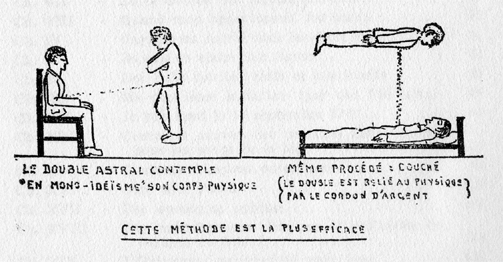 LE DOUBLE ASTRAL CONTEMPLE
"EN MONO-IDÉÏSME" SON CORPS PHYSIQUE
MÊME PROCÉDÉ : COUCHÉ
(LE DOUBLE EST RELIÉ AU PHYSIQUE)
(PAR LE CORDON D'ARGENT)
CETTE MÉTHODE EST LA PLUS EFFICACE